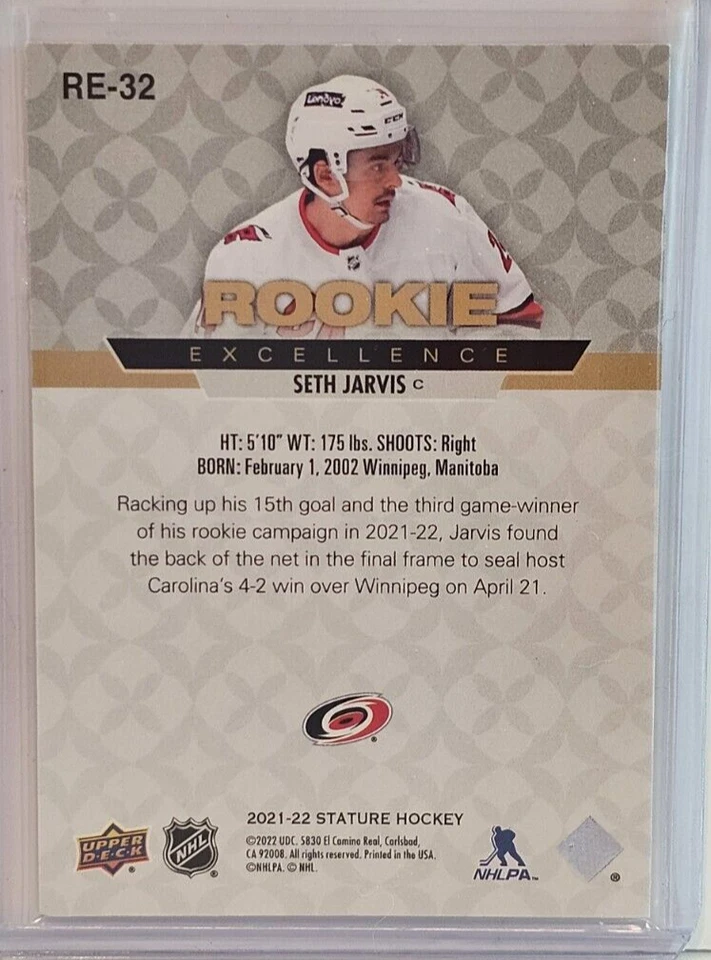 RE-32
Lenovo
CCM
ROOKIE
EXCELLENCE
SETH JARVIS C
HT: 5'10" WT: 175 lbs. SHOOTS: Right
BORN: February 1, 2002 Winnipeg, Manitoba
Racking up his 15th goal and the third game-winner
of his rookie campaign in 2021-22, Jarvis found
the back of the net in the final frame to seal host
Carolina's 4-2 win over Winnipeg on April 21.
®
2021-22 STATURE HOCKEY
©2022 UDC. 5830 El Camino Real, Carlsbad,
CA 92008. All rights reserved. Printed in the USA.
©NHLPA. © NHL.
UPPER
D·E·C·K ®
NHL ®
NHLPA™
®